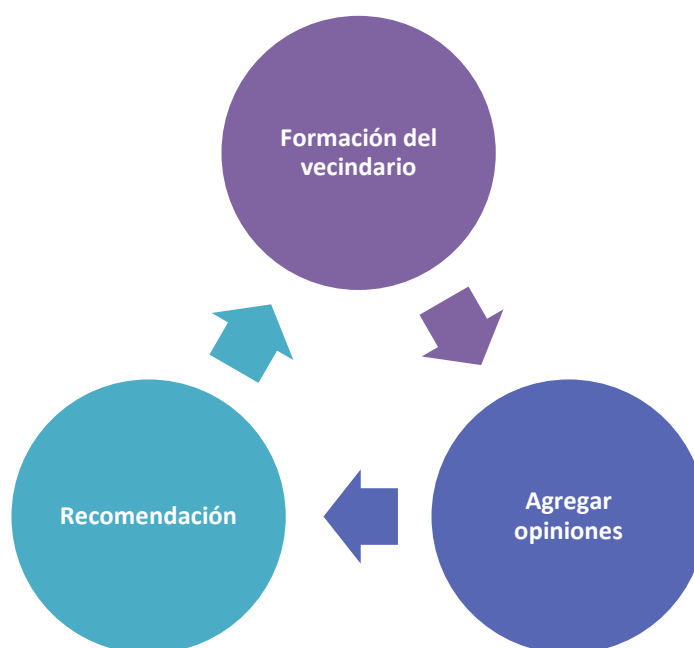 Formación del
vecindario
Agregar
opiniones
Recomendación